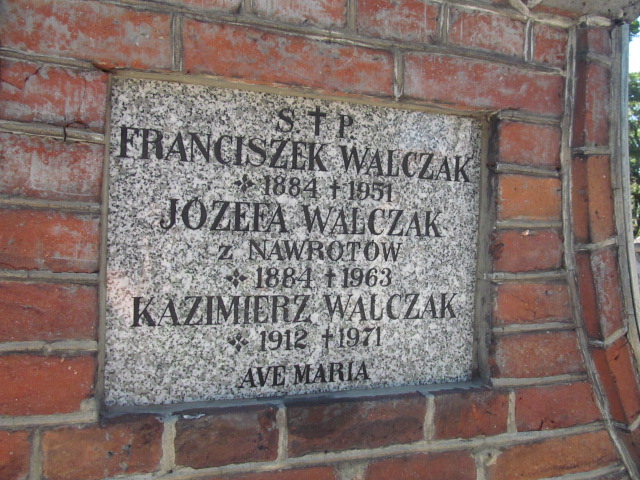 S † P.
FRANCISZEK WALCZAK
* 1884 † 1951
JÓZEFA WALCZAK
Z NAWROTÓW
* 1884 † 1963
KAZIMIERZ WALCZAK
* 1912 † 1971
AVE MARIA